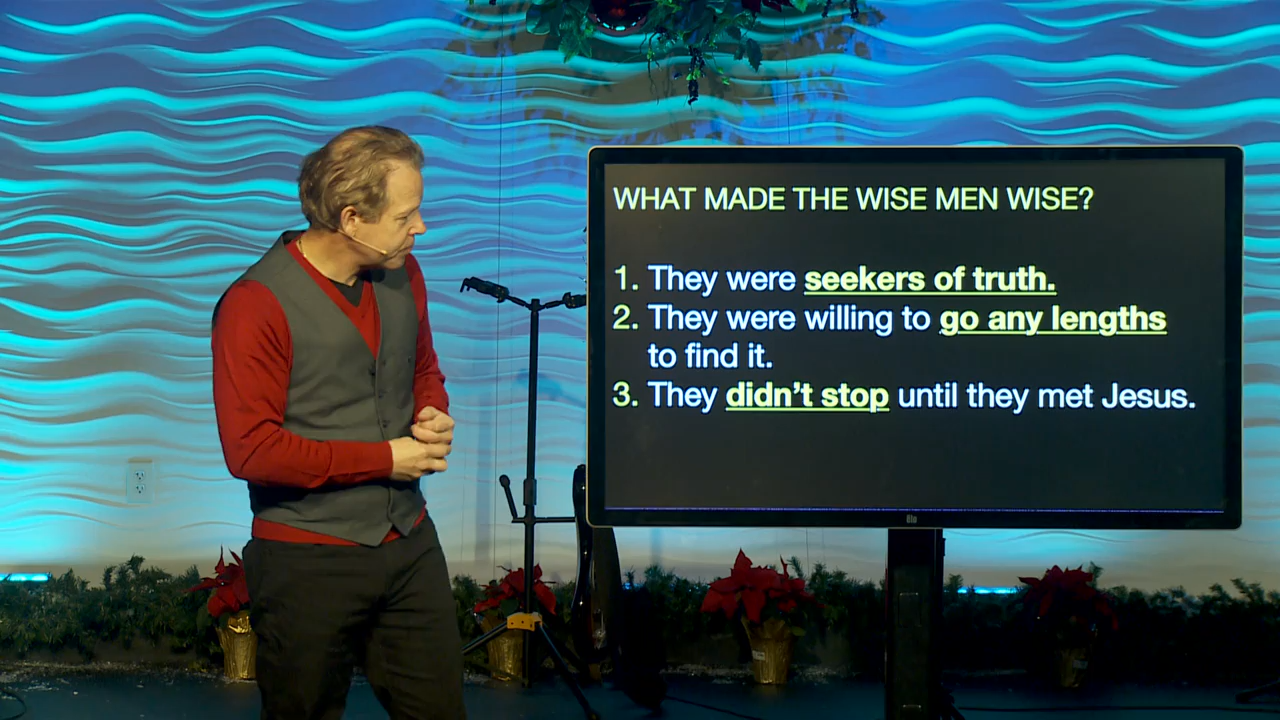 WHAT MADE THE WISE MEN WISE?
1. They were seekers of truth.
2. They were willing to go any lengths
to find it.
3. They didn’t stop until they met Jesus.
elo